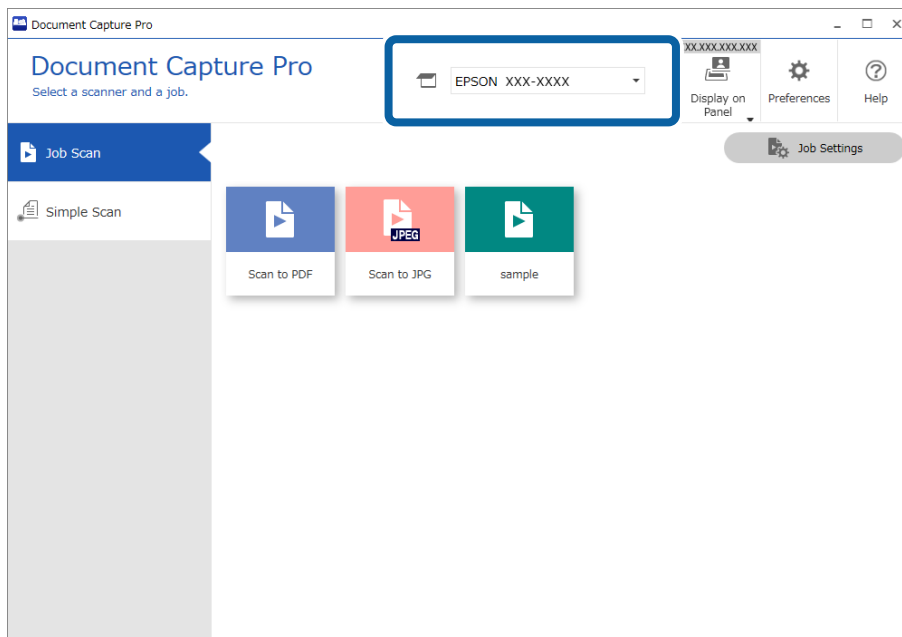 Document Capture Pro
Document Capture Pro
Select a scanner and a job.
EPSON XXX-XXXX
XX.XXX.XXX.XXX
Display on
Panel
Preferences
Help
Job Scan
Job Settings
Simple Scan
JPEG
Scan to PDF
Scan to JPG
sample